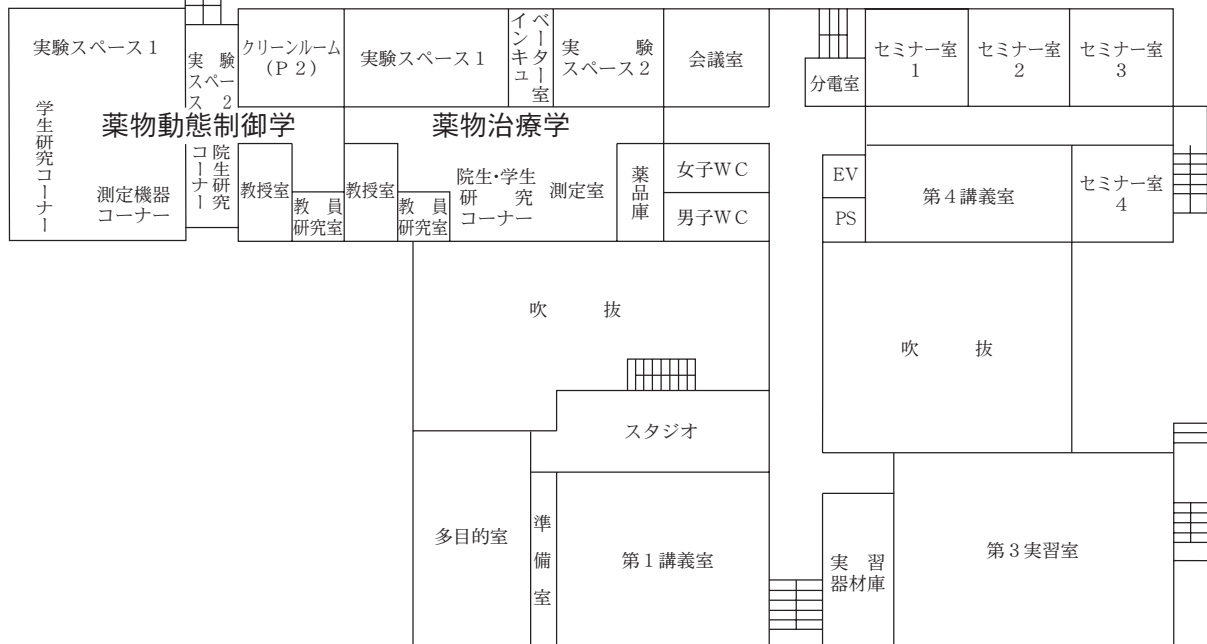 実験スペース１
実　験
スペー
ス　２
クリーンルーム
（Ｐ２）
実験スペース１
インキュ
ベーター室
実　　験
スペース２
会議室
分電室
セミナー室
１
セミナー室
２
セミナー室
３
薬物動態制御学
薬物治療学
学生研究コーナー
測定機器
コーナー
院生研究
コーナー
教授室
教　員
研究室
教授室
教　員
研究室
院生・学生
研　　究
コーナー
測定室
薬品庫
女子ＷＣ
男子ＷＣ
EV
PS
第４講義室
セミナー室
４
吹　　抜
吹　　抜
スタジオ
多目的室
準備室
第１講義室
実　習
器材庫
第３実習室